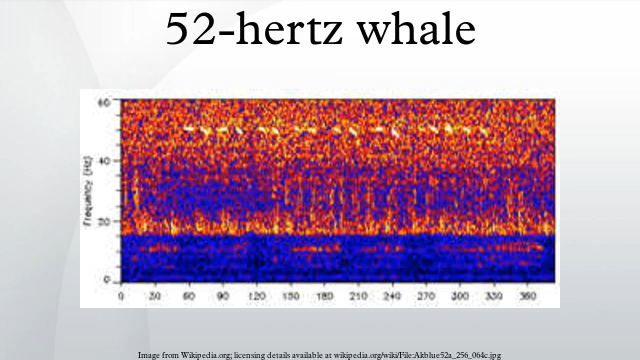 52-hertz whale
60
40
20
0
Frequency (Hz)
0 30 60 90 120 150 180 210 240 270 300 330 360
Image from Wikipedia.org; licensing details available at wikipedia.org/wiki/File:Akblue52a_256_064c.jpg